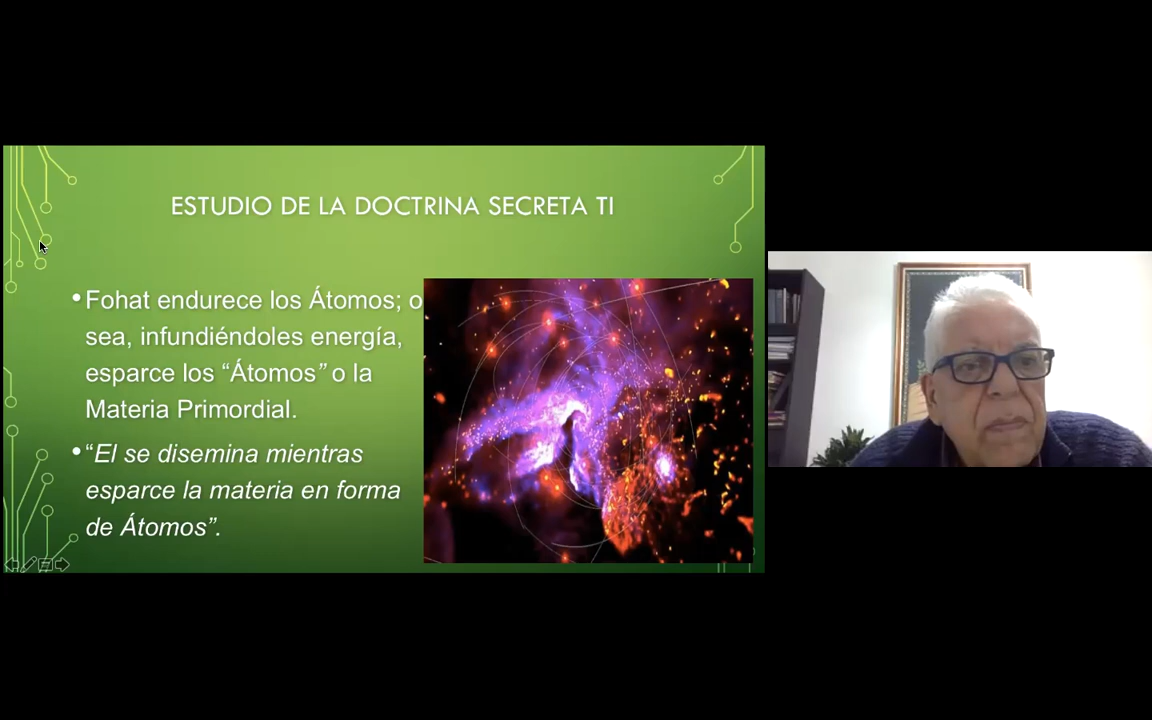 ESTUDIO DE LA DOCTRINA SECRETA TI
•Fohat endurece los Átomos; o
sea, infundiéndoles energía,
esparce los “Átomos” o la
Materia Primordial.
•“El se disemina mientras
esparce la materia en forma
de Átomos”.